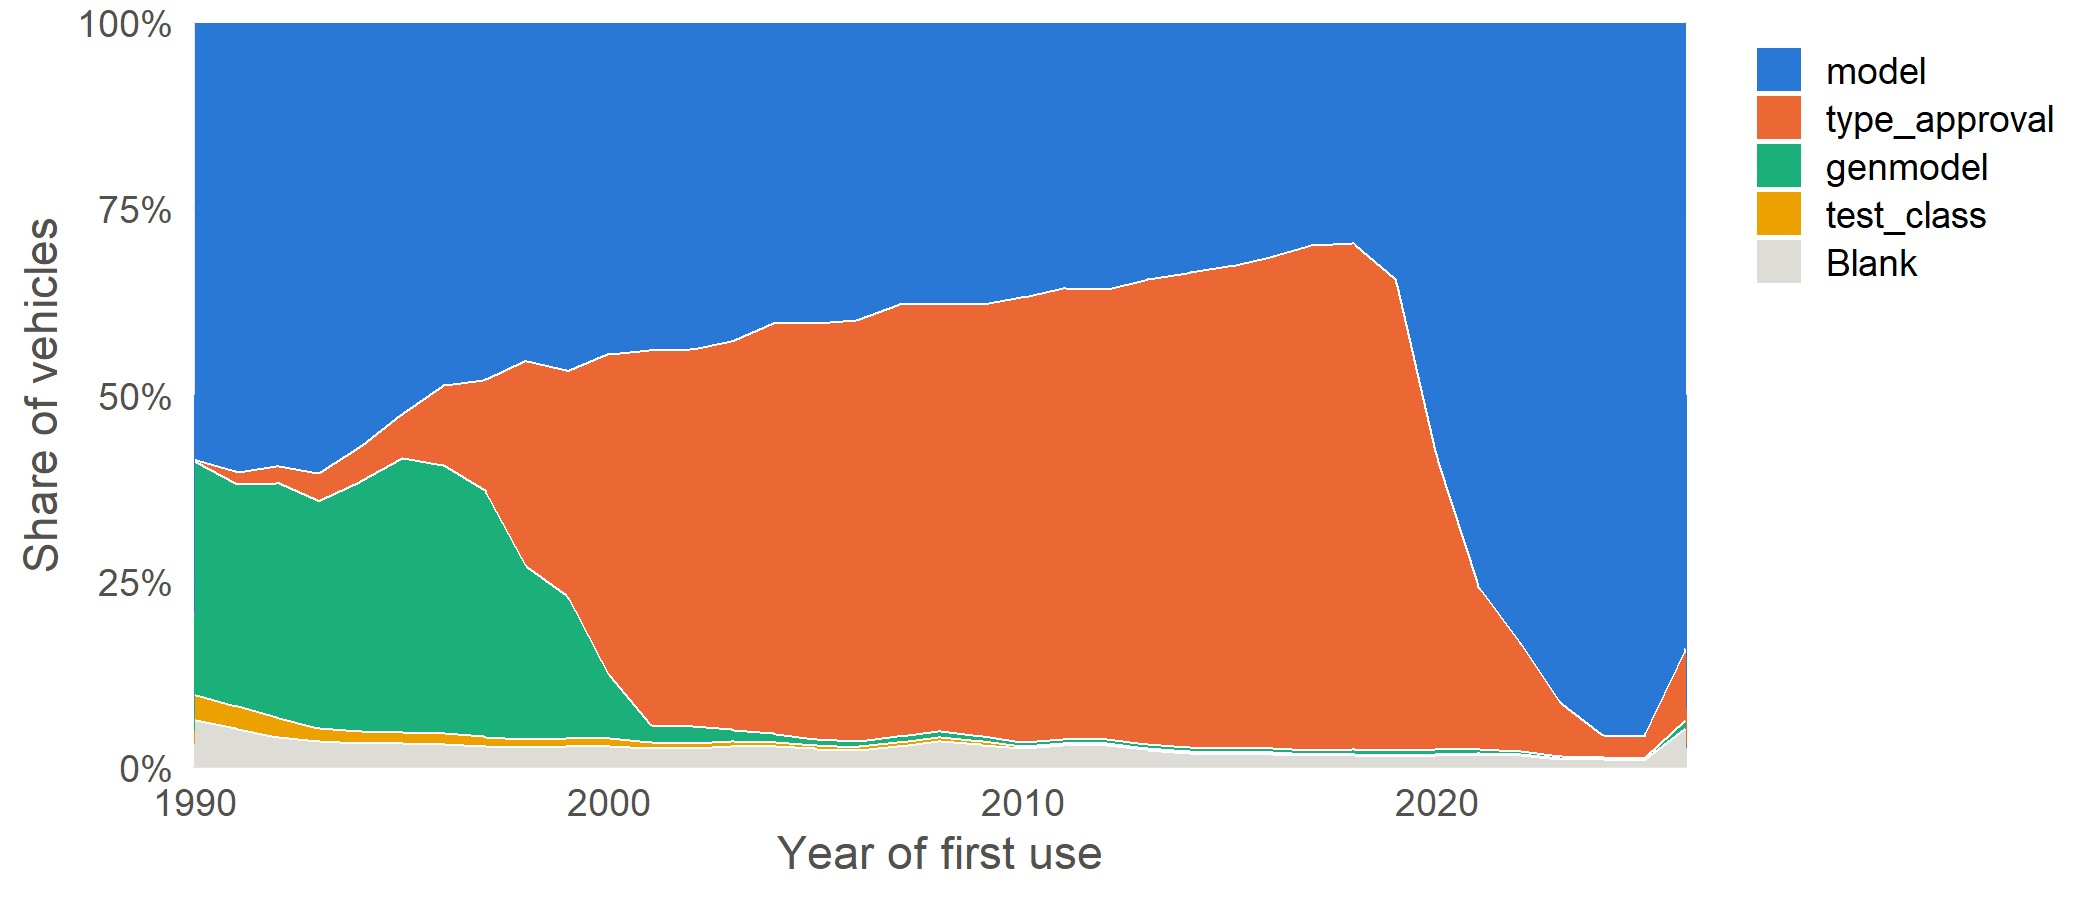 100%
75%
50%
25%
0%
Share of vehicles
1990
2000
2010
2020
Year of first use
model
type_approval
genmodel
test_class
Blank